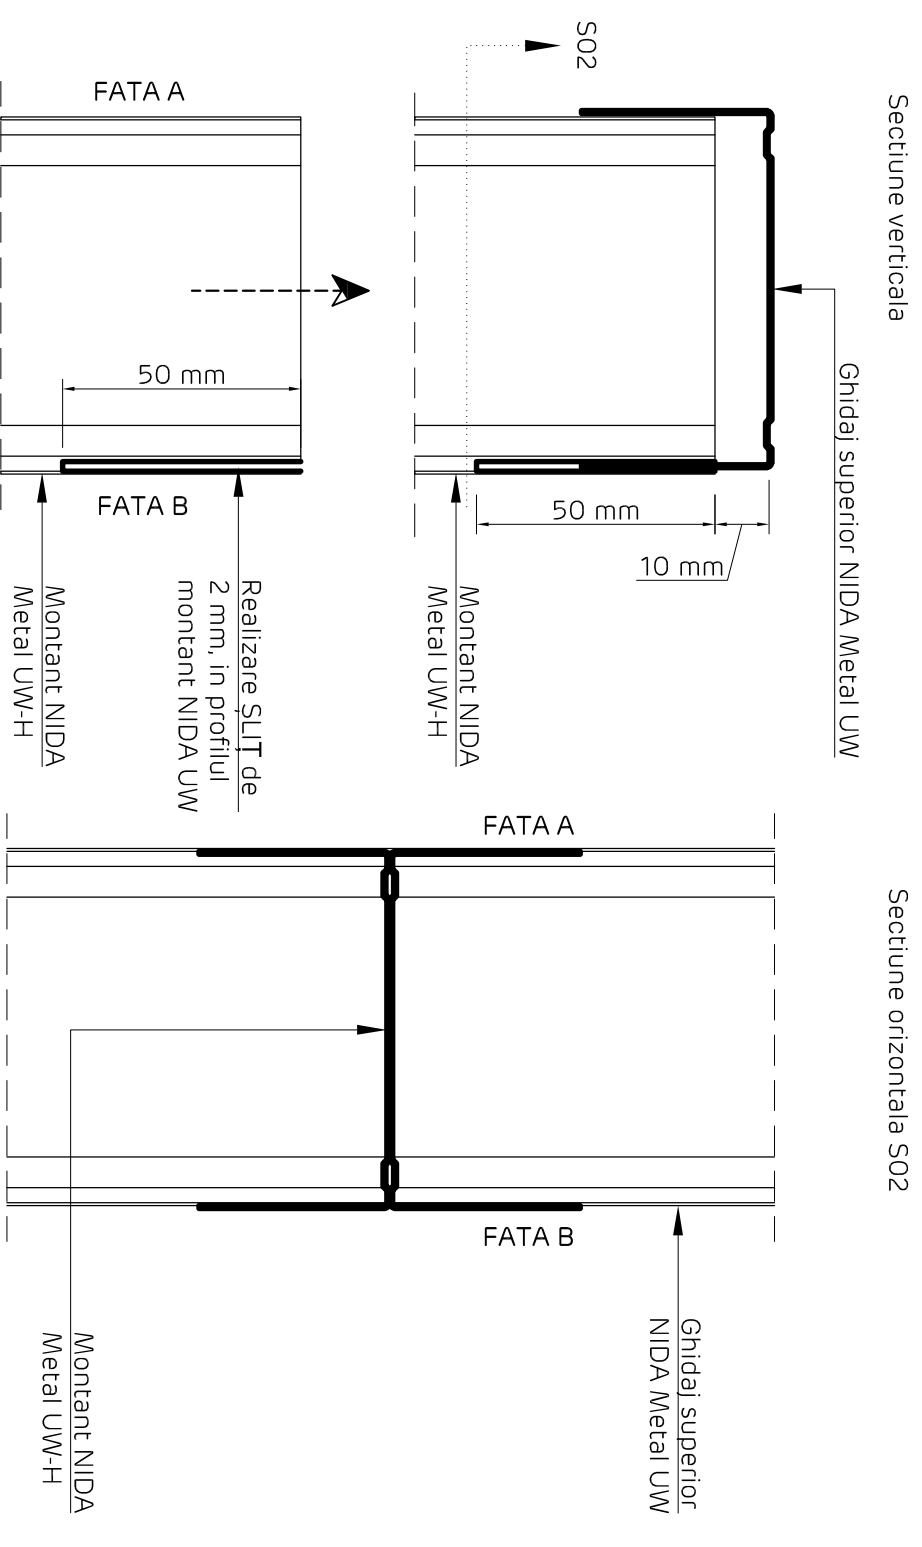 Sectiune verticala
Ghidaj superior NIDA Metal UW
S02
10 mm
50 mm
Montant NIDA
Metal UW-H
FATA A
50 mm
FATA B
Realizare SLIT de
2 mm, in profilul
montant NIDA UW
Montant NIDA
Metal UW-H
Sectiune orizontala S02
FATA A
FATA B
Ghidaj superior
NIDA Metal UW
Montant NIDA
Metal UW-H